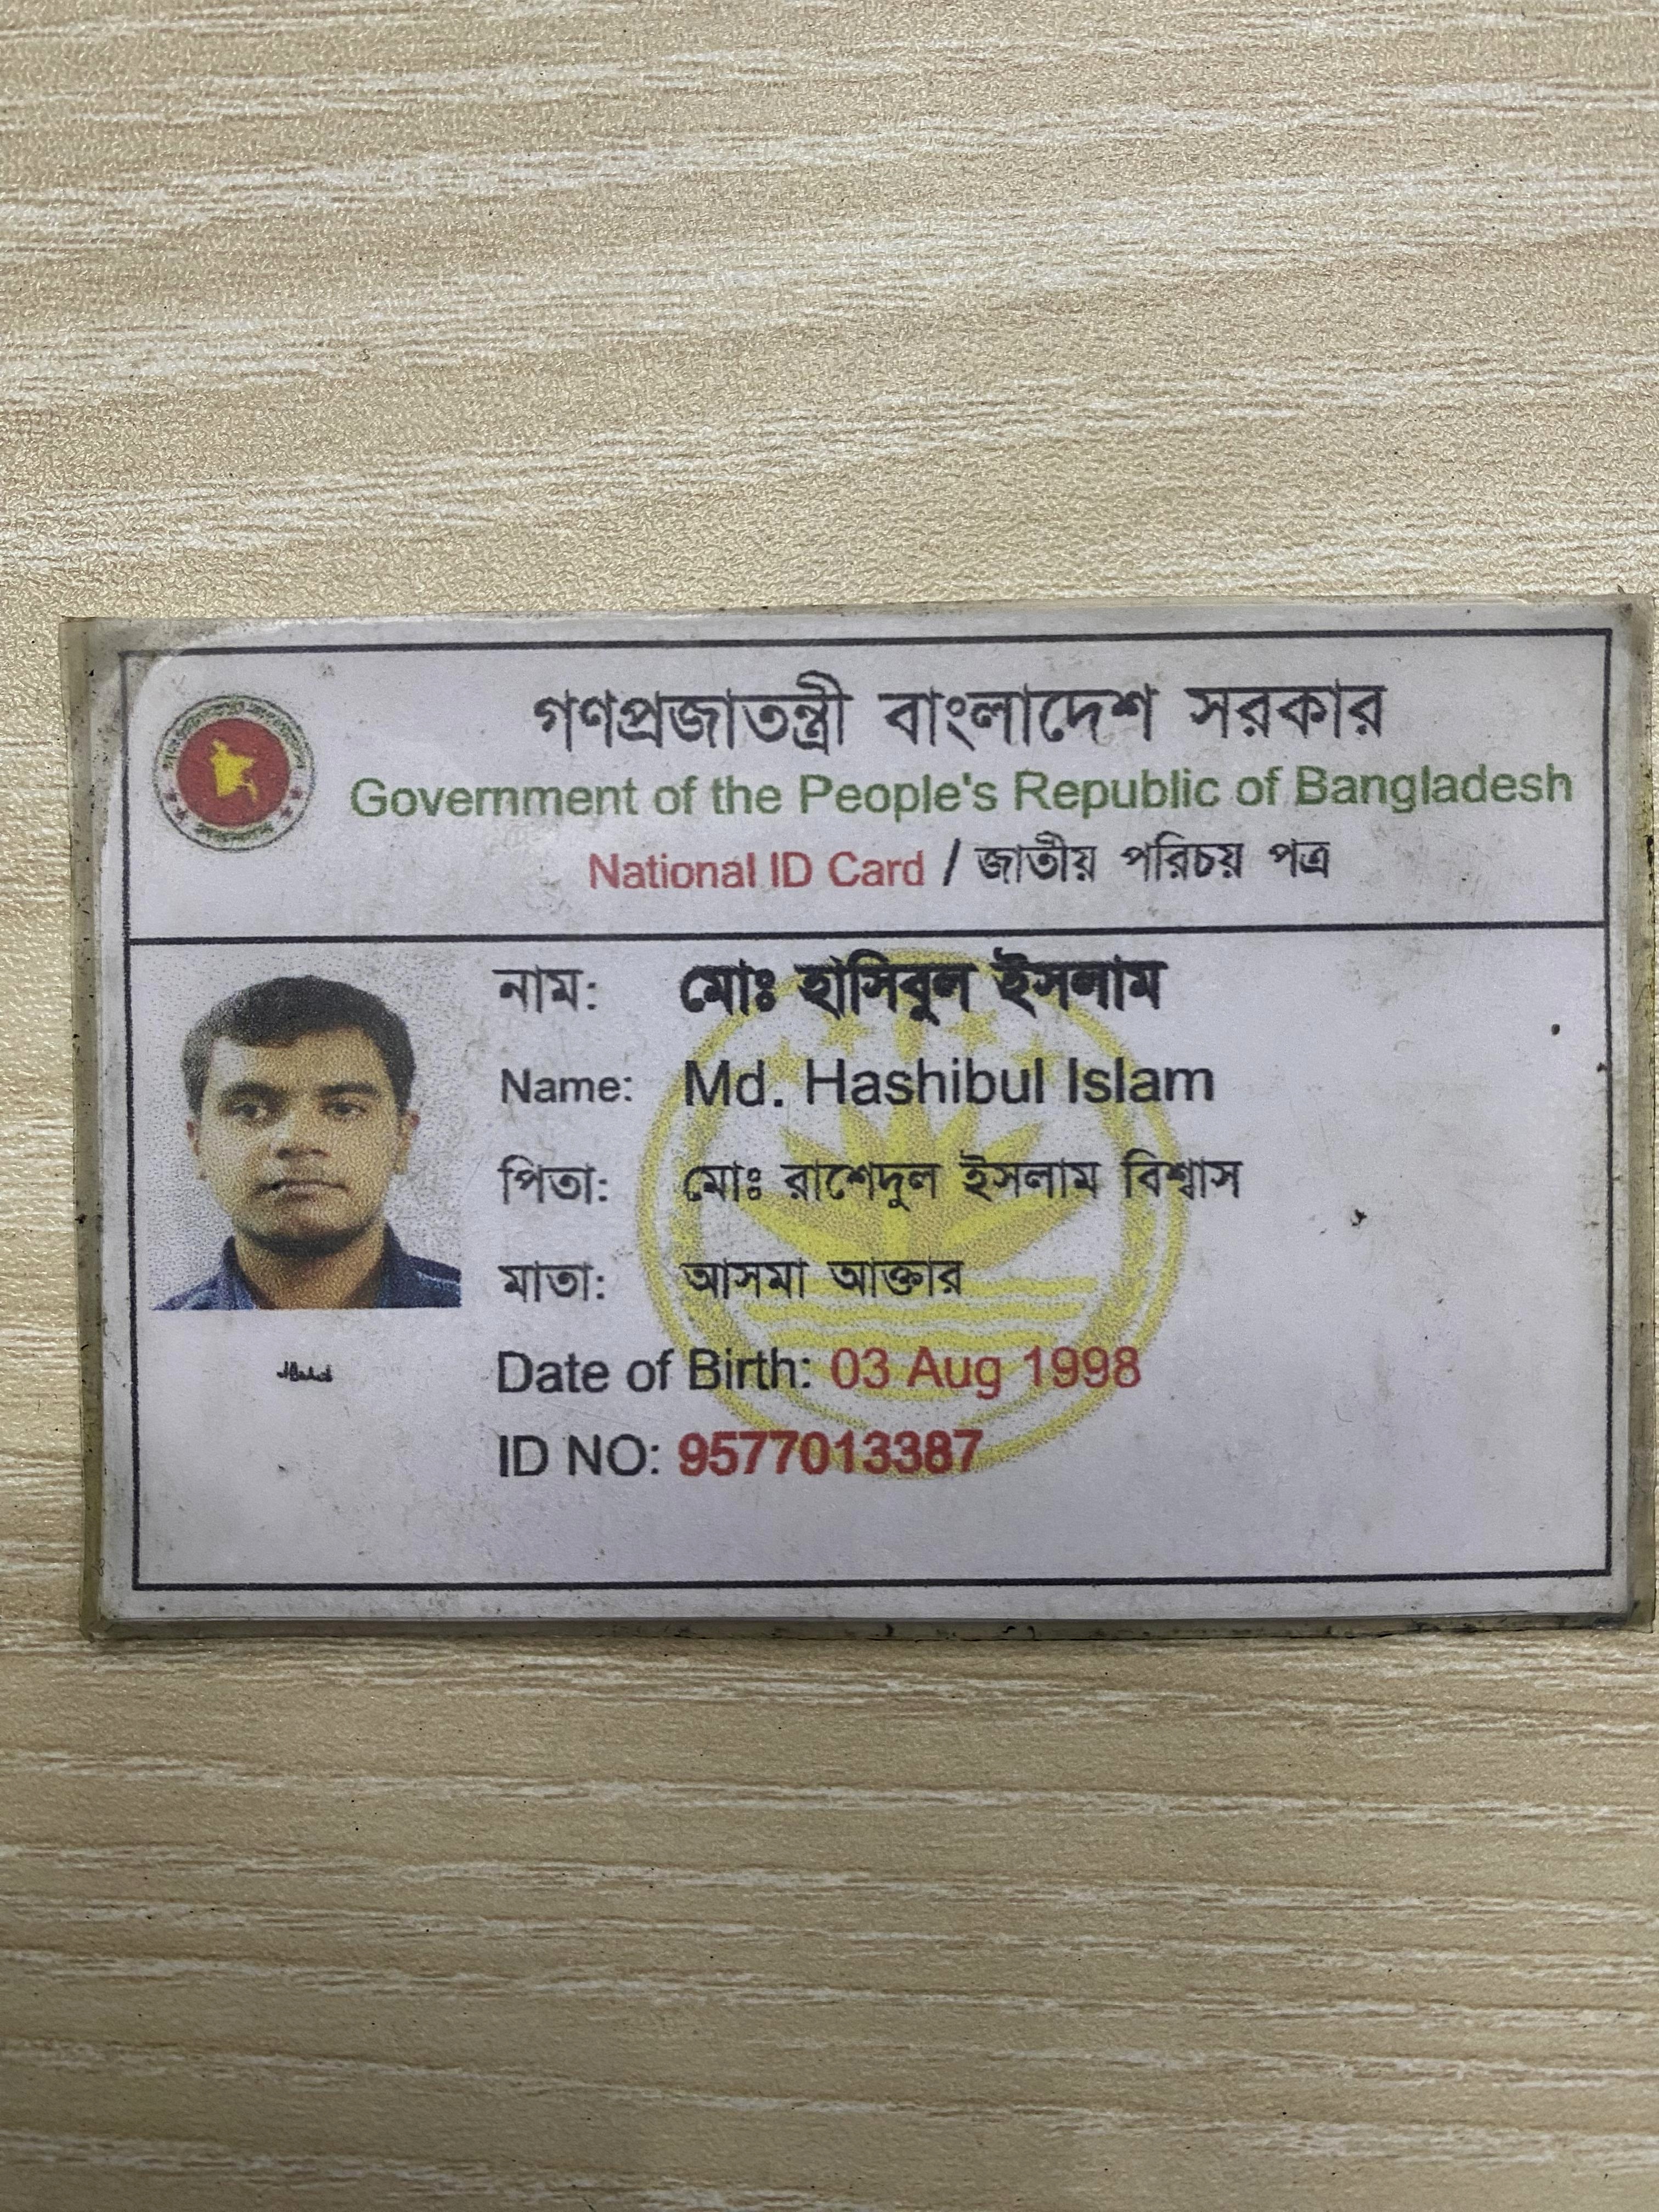 গণপ্রজাতন্ত্রী বাংলাদেশ সরকার
Government of the People's Republic of Bangladesh
National ID Card / জাতীয় পরিচয় পত্র
নাম: মোঃ হাসিবুল ইসলাম
Name: Md. Hashibul Islam
পিতা: মোঃ রাশেদুল ইসলাম বিশ্বাস
মাতা: আসমা আক্তার
Date of Birth: 03 Aug 1998
ID NO: 9577013387